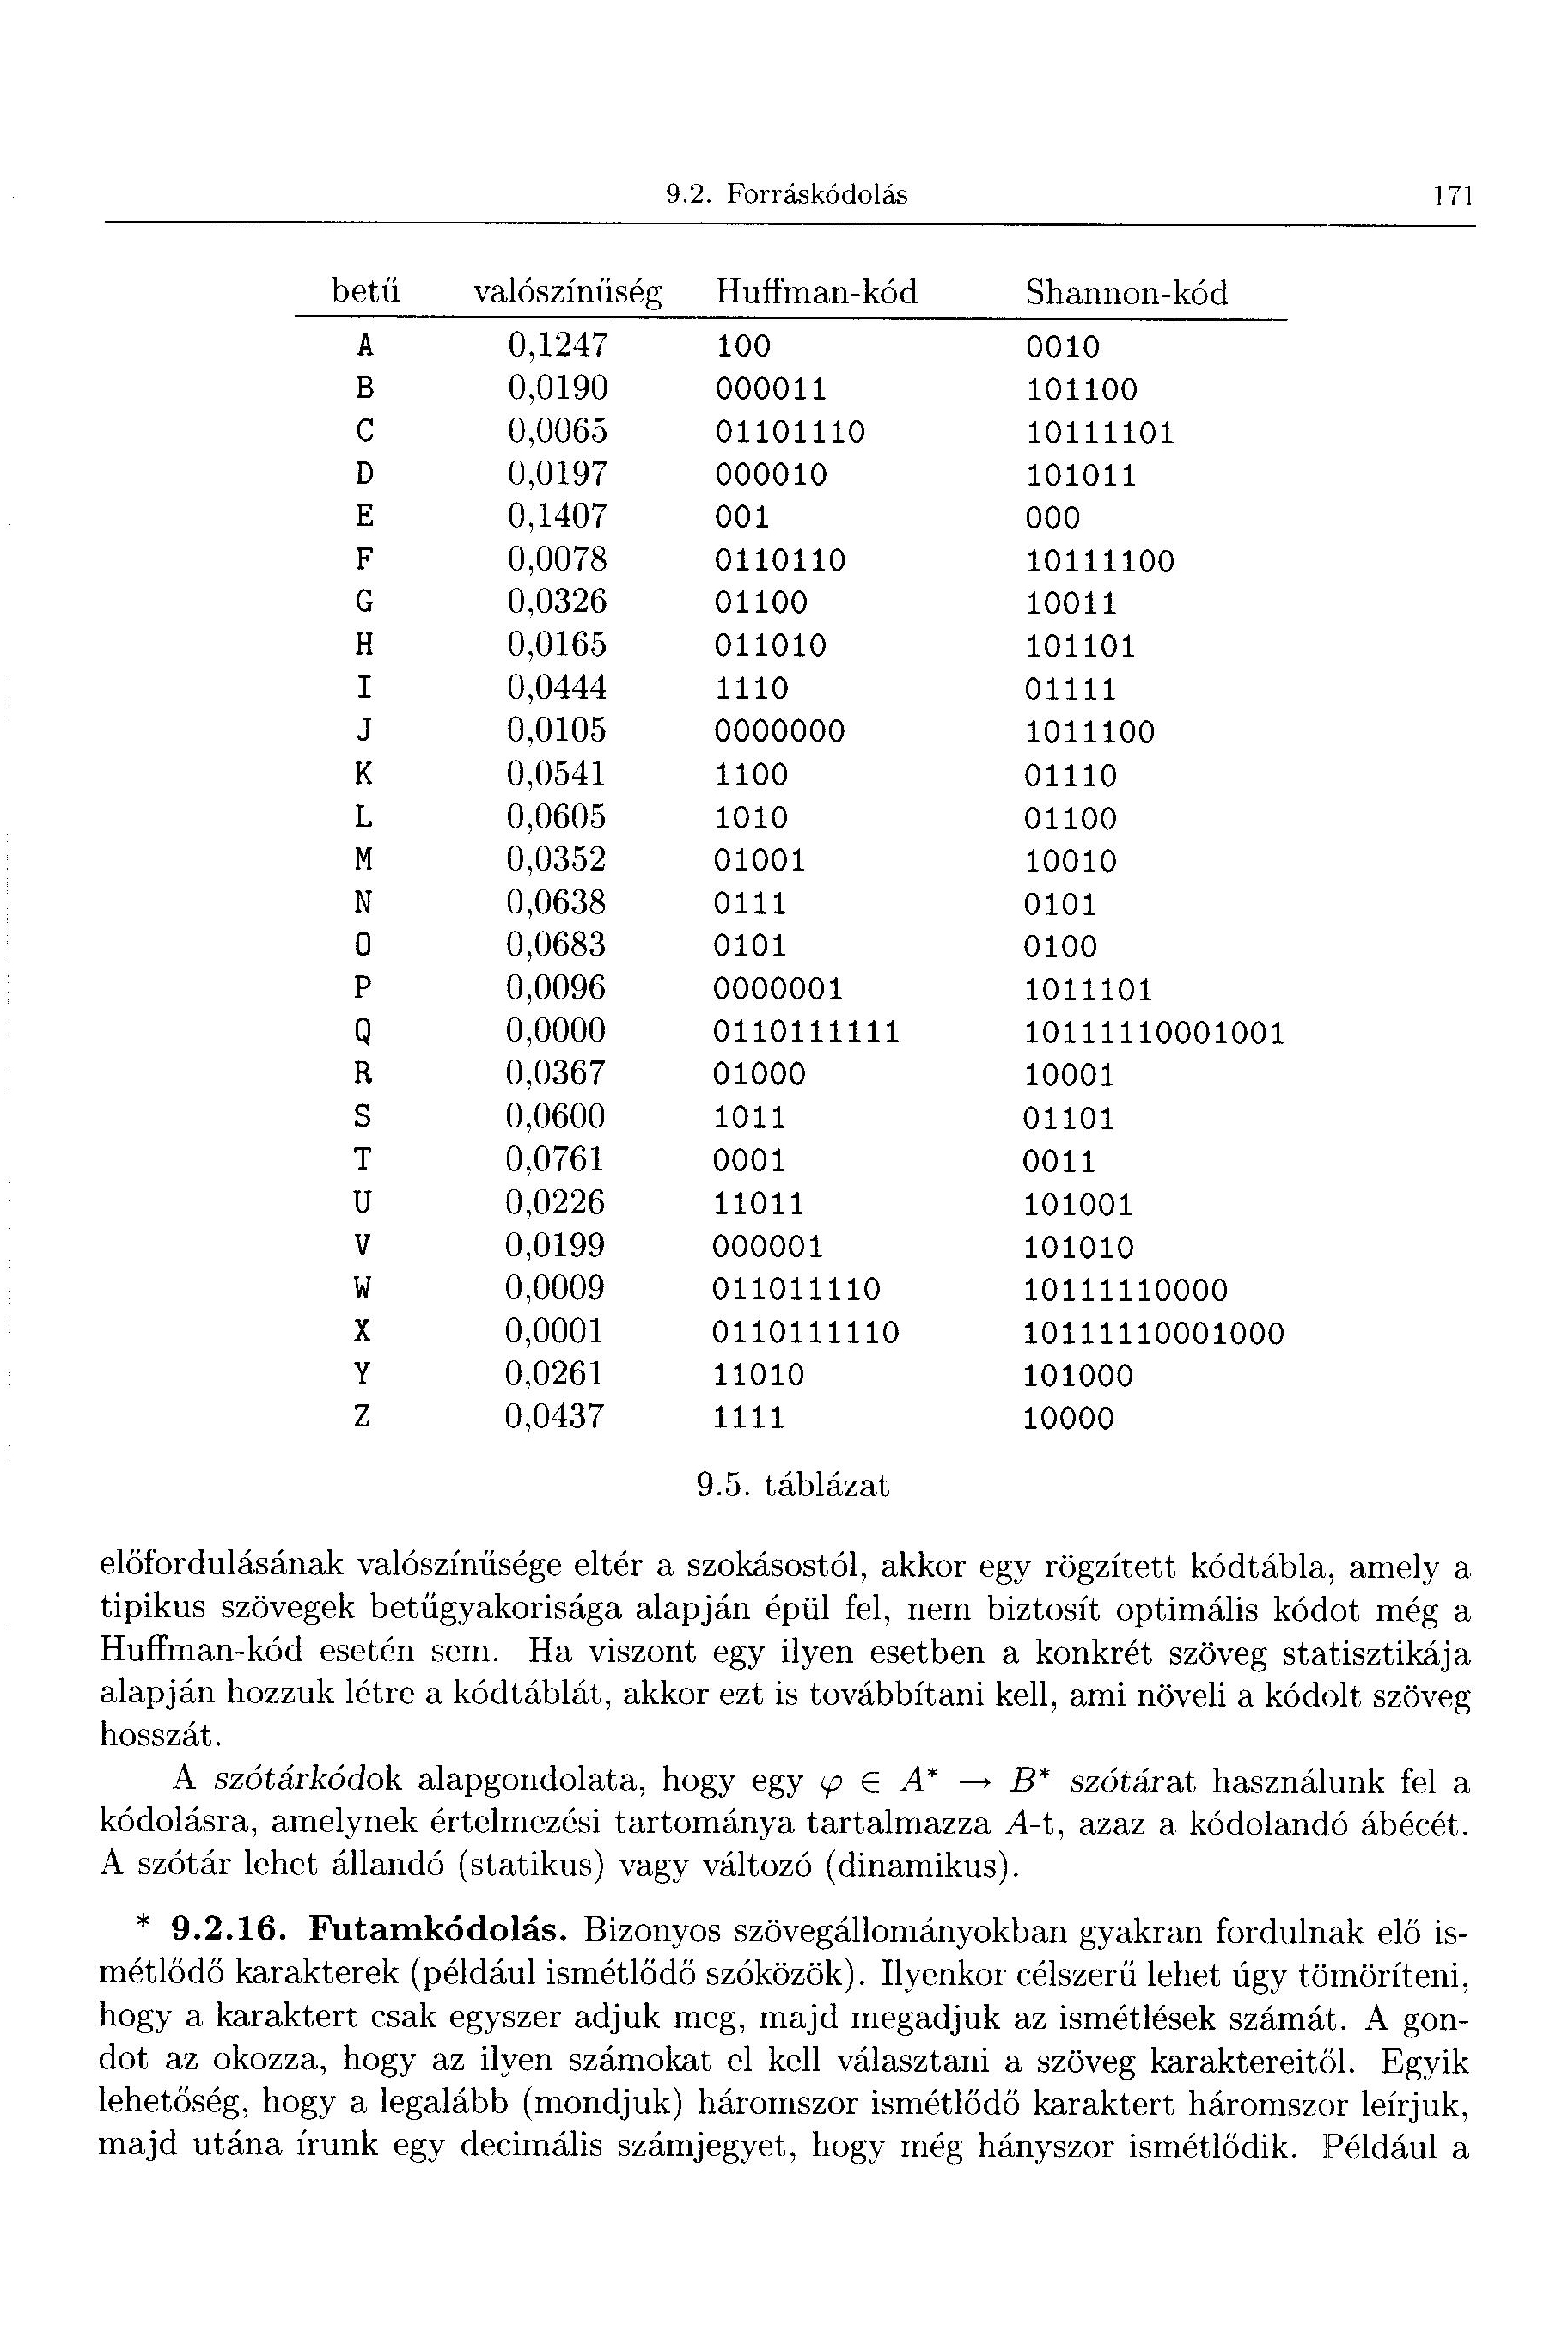 9.2. Forráskódolás 171
betű valószínűség Huffman-kód Shannon-kód
A 0,1247 100 0010
B 0,0190 000011 101100
C 0,0065 01101110 10111101
D 0,0197 000010 101011
E 0,1407 001 000
F 0,0078 0110110 10111100
G 0,0326 01100 10011
H 0,0165 011010 101101
I 0,0444 1110 01111
J 0,0105 0000000 1011100
K 0,0541 1100 01110
L 0,0605 1010 01100
M 0,0352 01001 10010
N 0,0638 0111 0101
O 0,0683 0101 0100
P 0,0096 0000001 1011101
Q 0,0000 0110111111 10111110001001
R 0,0367 01000 10001
S 0,0600 1011 01101
T 0,0761 0001 0011
U 0,0226 11011 101001
V 0,0199 000001 101010
W 0,0009 011011110 10111110000
X 0,0001 0110111110 10111110001000
Y 0,0261 11010 101000
Z 0,0437 1111 10000
9.5. táblázat
előfordulásának valószínűsége eltér a szokásostól, akkor egy rögzített kódtábla, amely a
tipikus szövegek betűgyakorisága alapján épül fel, nem biztosít optimális kódot még a
Huffman-kód esetén sem. Ha viszont egy ilyen esetben a konkrét szöveg statisztikája
alapján hozzuk létre a kódtáblát, akkor ezt is továbbítani kell, ami növeli a kódolt szöveg
hosszát.
A szótárkódok alapgondolata, hogy egy φ ∈ A* → B* szótárat használunk fel a
kódolásra, amelynek értelmezési tartománya tartalmazza A-t, azaz a kódolandó ábécét.
A szótár lehet állandó (statikus) vagy változó (dinamikus).
* 9.2.16. Futamkódolás. Bizonyos szövegállományokban gyakran fordulnak elő is-
métlődő karakterek (például ismétlődő szóközök). Ilyenkor célszerű lehet úgy tömöríteni,
hogy a karaktert csak egyszer adjuk meg, majd megadjuk az ismétlések számát. A gon-
dot az okozza, hogy az ilyen számokat el kell választani a szöveg karaktereitől. Egyik
lehetőség, hogy a legalább (mondjuk) háromszor ismétlődő karaktert háromszor leírjuk,
majd utána írunk egy decimális számjegyet, hogy még hányszor ismétlődik. Például a